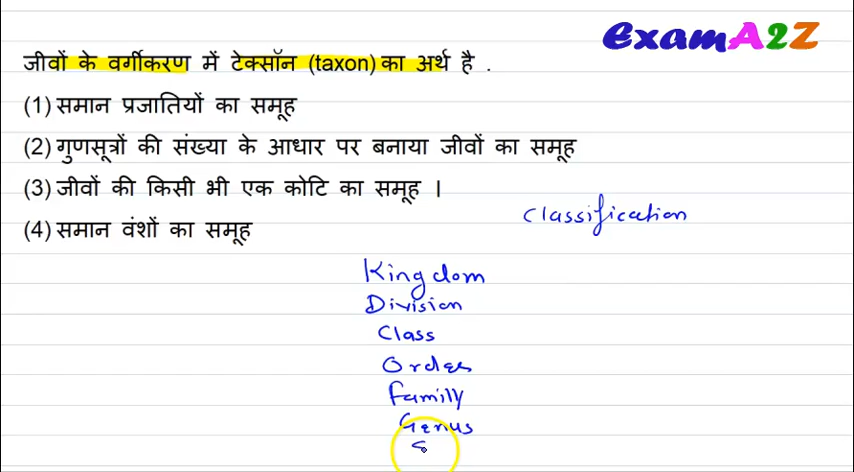 ExamA2Z
जीवों के वर्गीकरण में टेक्सॉन (taxon) का अर्थ है .
(1) समान प्रजातियों का समूह
(2) गुणसूत्रों की संख्या के आधार पर बनाया जीवों का समूह
(3) जीवों की किसी भी एक कोटि का समूह ।
(4) समान वंशों का समूह
Classification
Kingdom
Division
Class
Order
Family
Genus
S